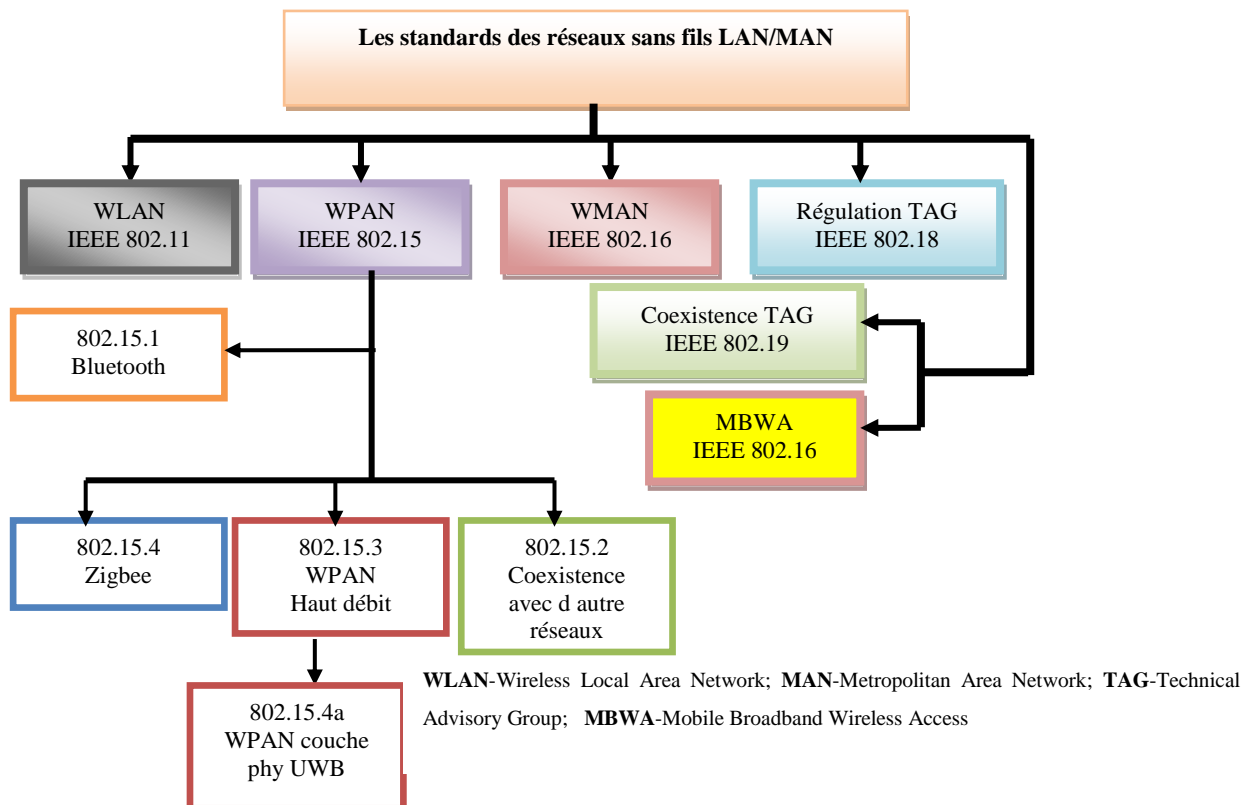 Les standards des réseaux sans fils LAN/MAN
WLAN
IEEE 802.11
WPAN
IEEE 802.15
WMAN
IEEE 802.16
Régulation TAG
IEEE 802.18
802.15.1
Bluetooth
Coexistence TAG
IEEE 802.19
MBWA
IEEE 802.16
802.15.4
Zigbee
802.15.3
WPAN
Haut débit
802.15.2
Coexistence
avec d autre
réseaux
802.15.4a
WPAN couche
phy UWB
WLAN-Wireless Local Area Network; MAN-Metropolitan Area Network; TAG-Technical
Advisory Group; MBWA-Mobile Broadband Wireless Access